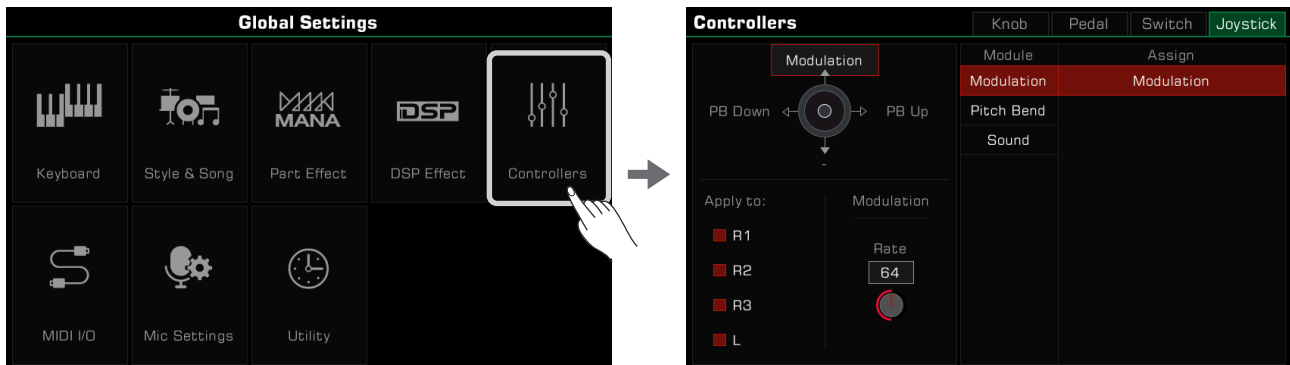 Global Settings
MANA
DSP
Keyboard
Style & Song
Part Effect
DSP Effect
Controllers
MIDI I/O
Mic Settings
Utility
Controllers
Knob
Pedal
Switch
Joystick
Modulation
PB Down
PB Up
-
Apply to:
R1
R2
R3
L
Modulation
Rate
64
Module
Assign
Modulation
Modulation
Pitch Bend
Sound